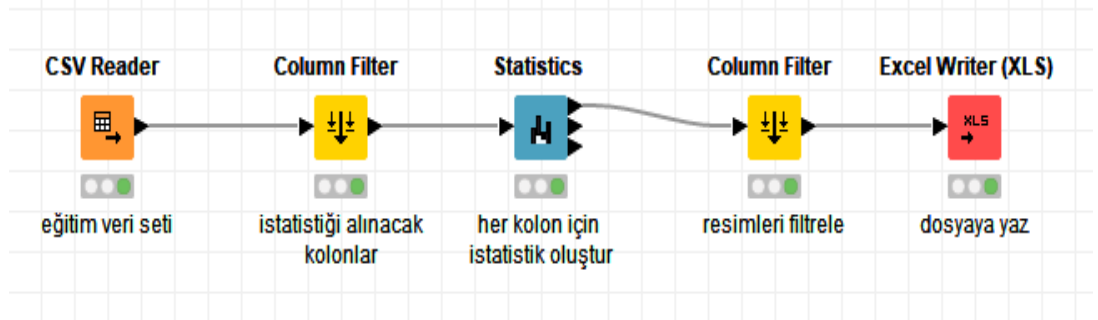 CSV Reader
Column Filter
Statistics
Column Filter
Excel Writer (XLS)
XLS
eğitim veri seti
istatistiği alınacak
kolonlar
her kolon için
istatistik oluştur
resimleri filtrele
dosyaya yaz